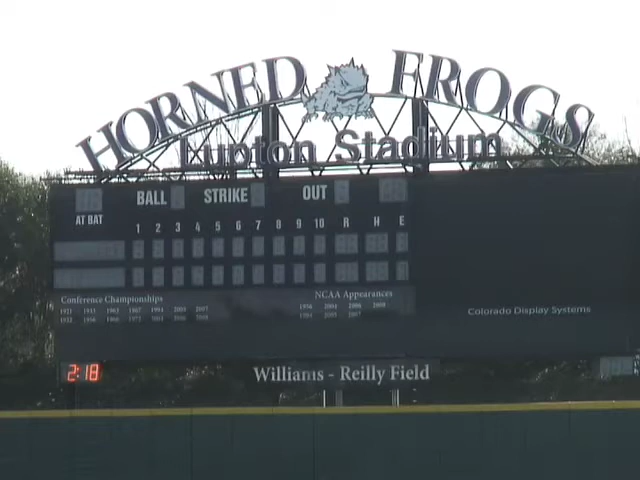 HORNED FROGS
Lupton Stadium
BALL STRIKE OUT
AT BAT
1 2 3 4 5 6 7 8 9 10 R H E
Conference Championships
NCAA Appearances
Colorado Display Systems
2:18
Williams - Reilly Field